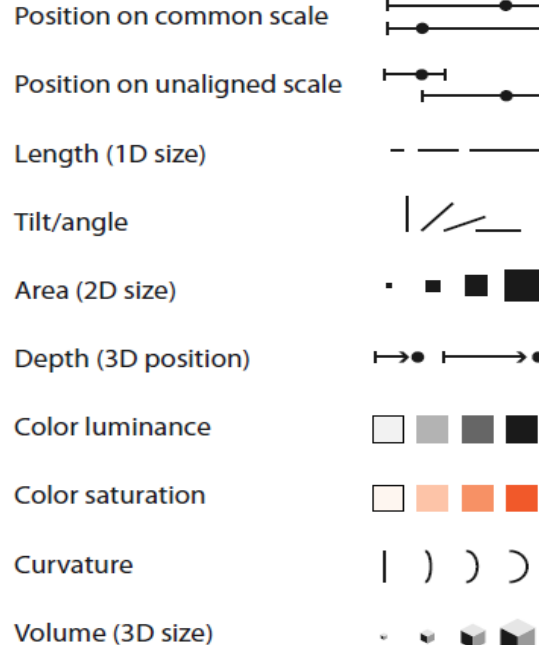 Position on common scale
Position on unaligned scale
Length (1D size)
Tilt/angle
Area (2D size)
Depth (3D position)
Color luminance
Color saturation
Curvature
Volume (3D size)